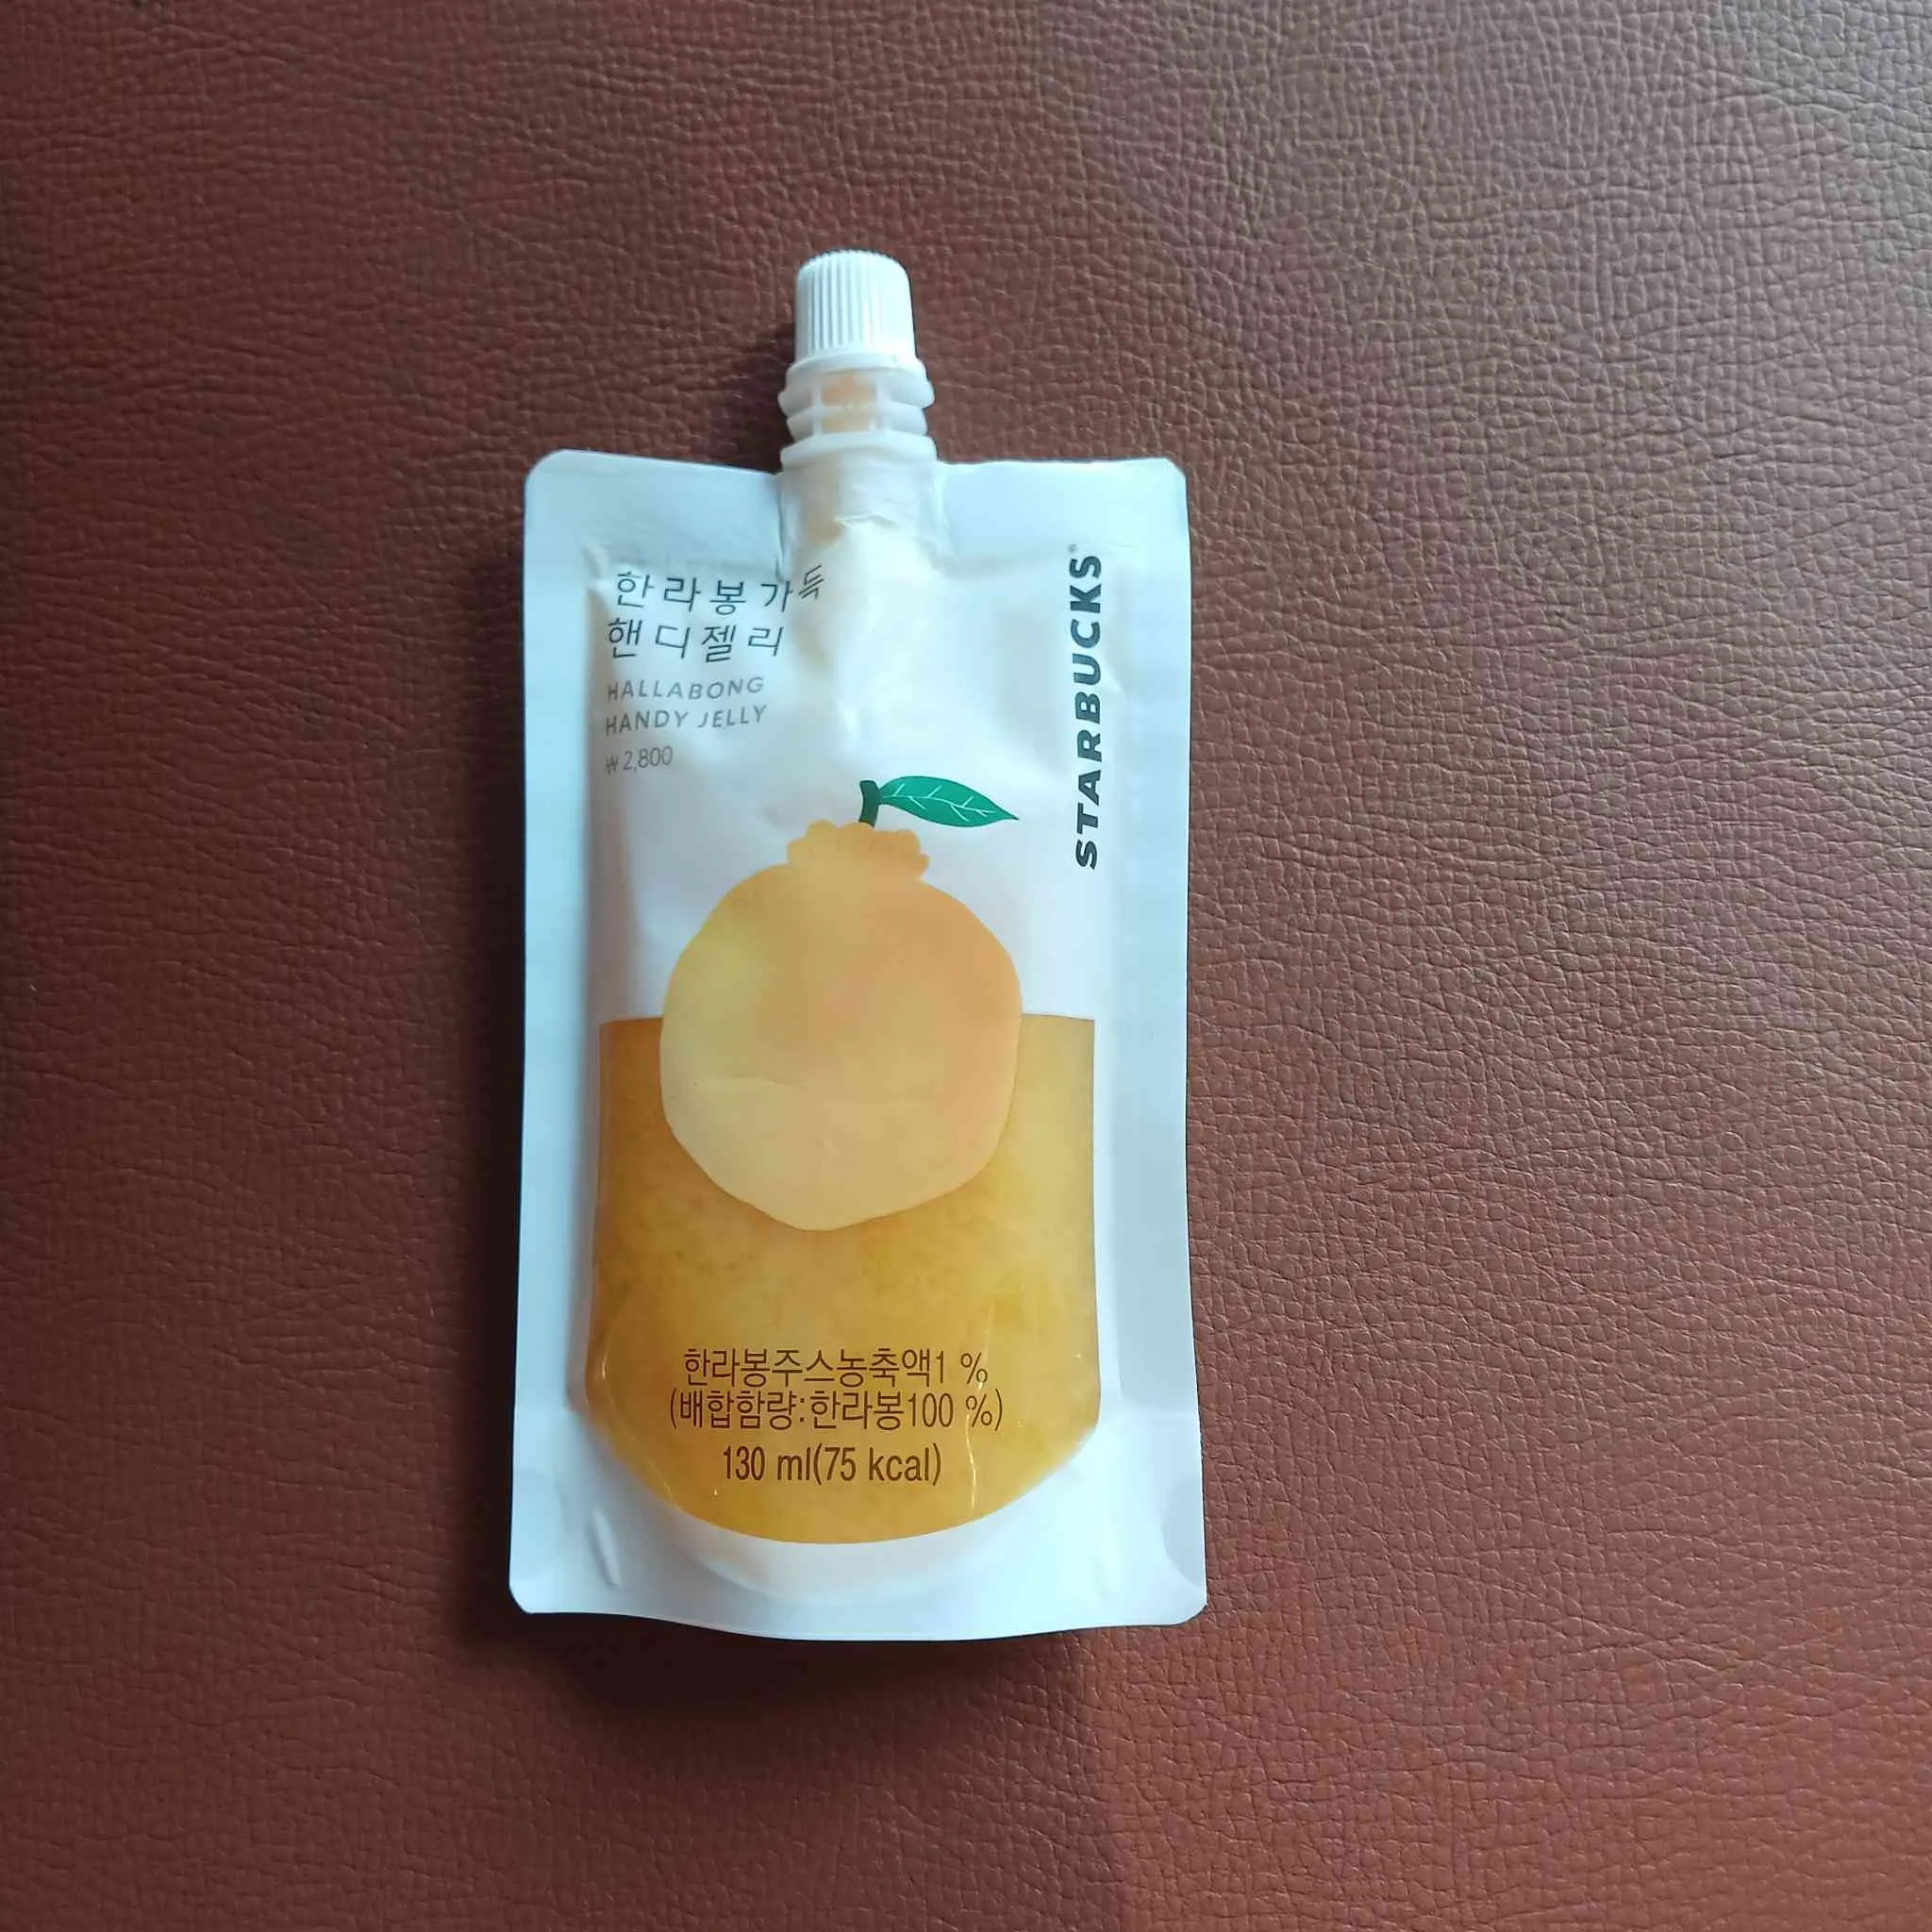 한라봉가득
핸디젤리
HALLABONG
HANDY JELLY
₩2,800
STARBUCKS®
한라봉주스농축액1 %
(배합함량:한라봉100 %)
130 ml(75 kcal)